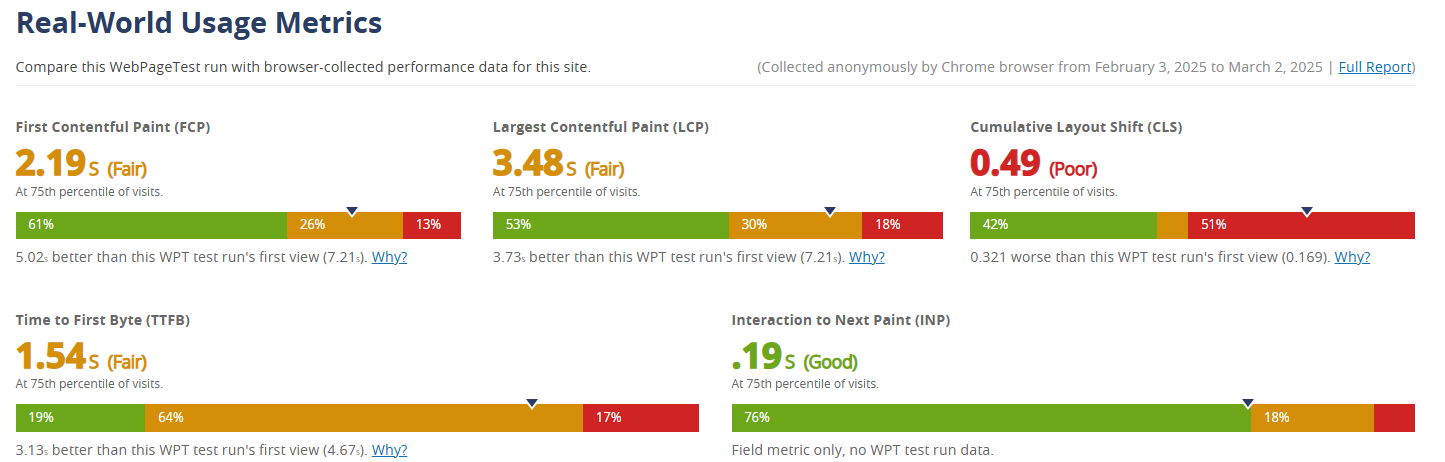 Real-World Usage Metrics
Compare this WebPageTest run with browser-collected performance data for this site. (Collected anonymously by Chrome browser from February 3, 2025 to March 2, 2025 | Full Report)
First Contentful Paint (FCP)
2.19 s (Fair)
At 75th percentile of visits.
61% 26% 13%
5.02s better than this WPT test run's first view (7.21s). Why?
Largest Contentful Paint (LCP)
3.48 s (Fair)
At 75th percentile of visits.
53% 30% 18%
3.73s better than this WPT test run's first view (7.21s). Why?
Cumulative Layout Shift (CLS)
0.49 (Poor)
At 75th percentile of visits.
42% 51%
0.321 worse than this WPT test run's first view (0.169). Why?
Time to First Byte (TTFB)
1.54 s (Fair)
At 75th percentile of visits.
19% 64% 17%
3.13s better than this WPT test run's first view (4.67s). Why?
Interaction to Next Paint (INP)
.19 s (Good)
At 75th percentile of visits.
76% 18%
Field metric only, no WPT test run data.